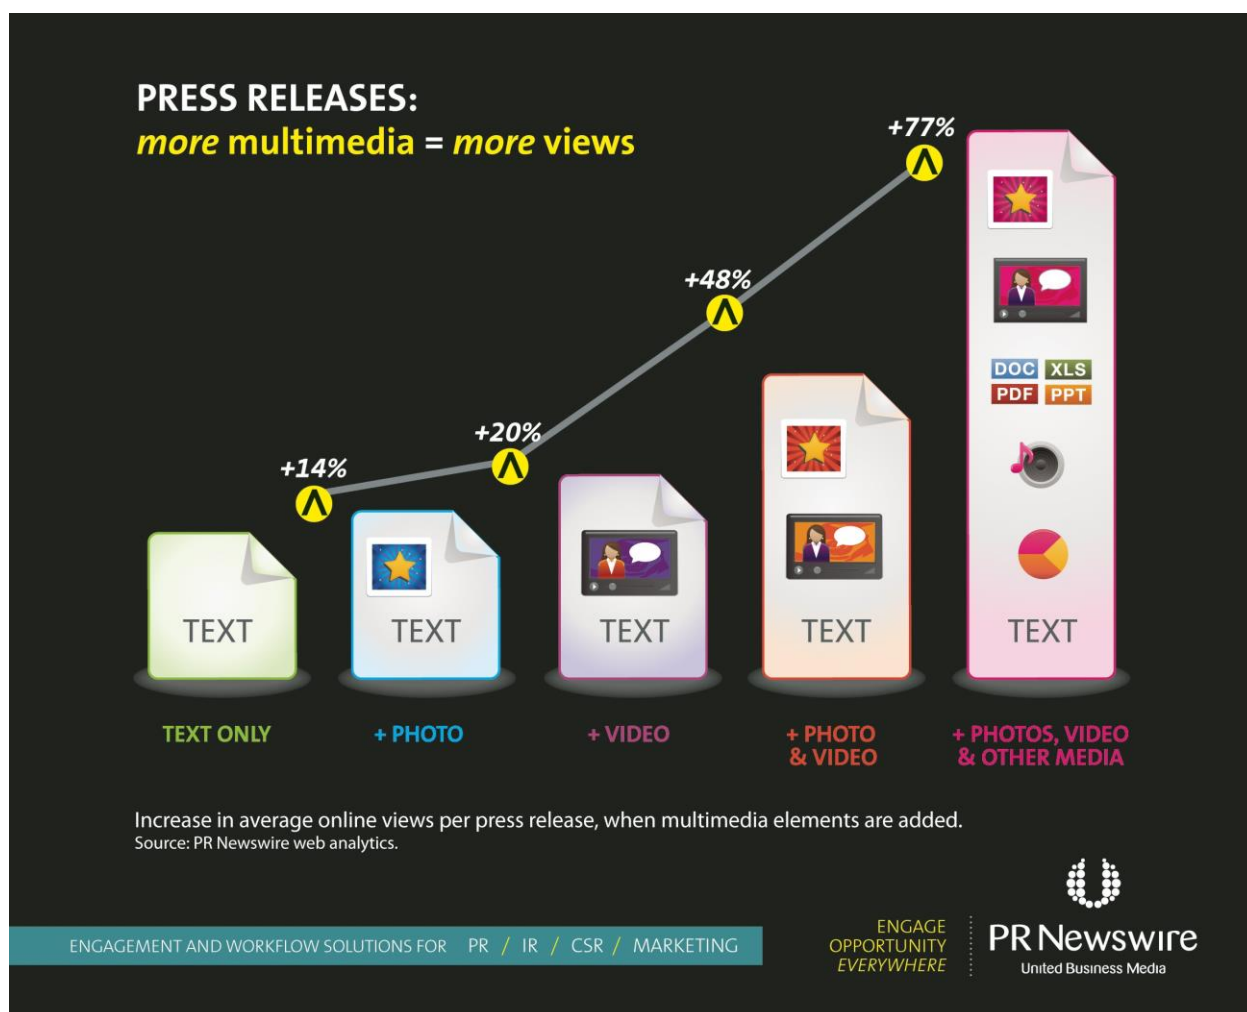 PRESS RELEASES:
more multimedia = more views
+77%
+48%
+20%
+14%
DOC XLS
PDF PPT
TEXT
TEXT
TEXT
TEXT
TEXT
TEXT ONLY
+ PHOTO
+ VIDEO
+ PHOTO
& VIDEO
+ PHOTOS, VIDEO
& OTHER MEDIA
Increase in average online views per press release, when multimedia elements are added.
Source: PR Newswire web analytics.
ENGAGEMENT AND WORKFLOW SOLUTIONS FOR PR / IR / CSR / MARKETING
ENGAGE
OPPORTUNITY
EVERYWHERE
PR Newswire
United Business Media